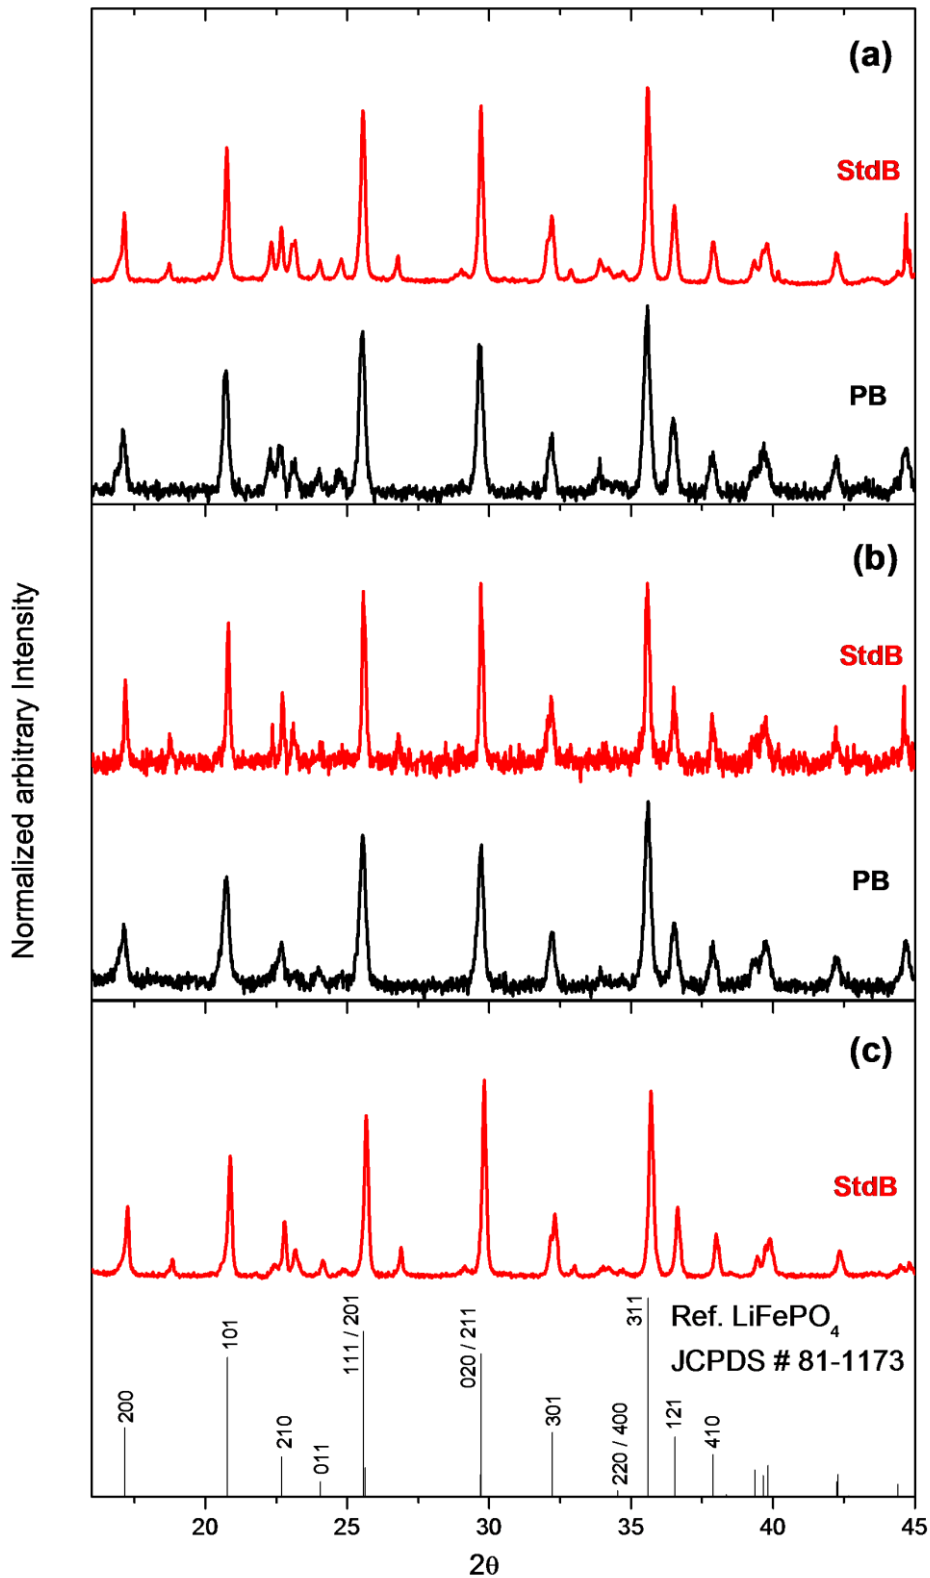 (a)
StdB
PB
(b)
StdB
PB
(c)
StdB
Ref. LiFePO₄
JCPDS # 81-1173
200
101
210
011
111 / 201
020 / 211
301
220 / 400
311
121
410
20
25
30
35
40
45
2θ
Normalized arbitrary Intensity